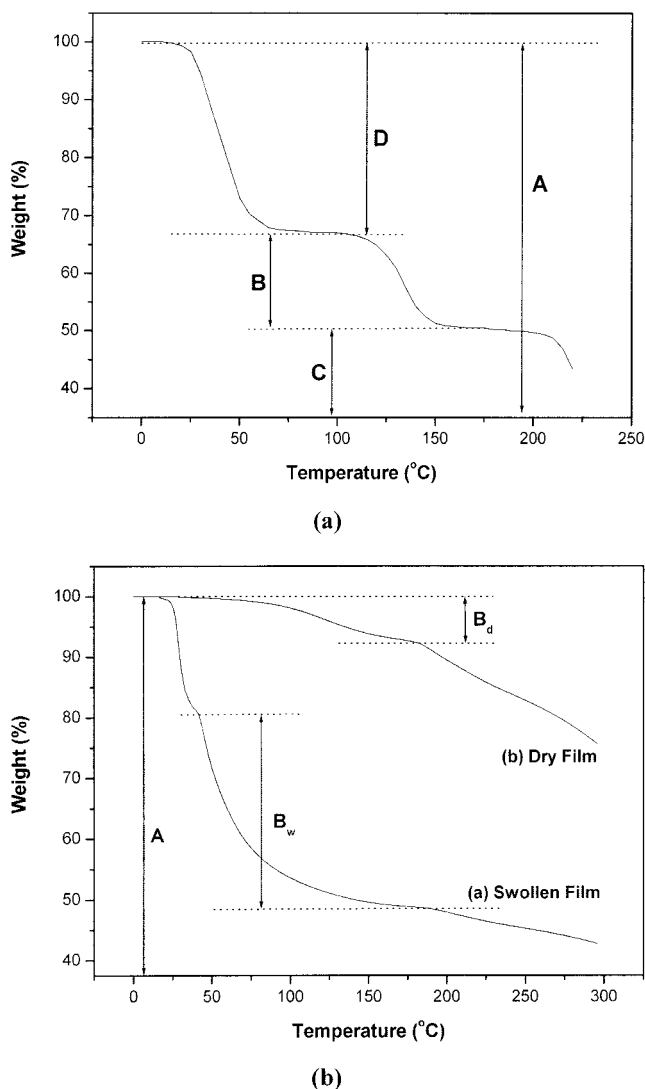 100
90
80
70
60
50
40
Weight (%)
D
A
B
C
0
50
100
150
200
250
Temperature (°C)
(a)
100
90
80
70
60
50
40
Weight (%)
B_d
(b) Dry Film
A
B_w
(a) Swollen Film
0
50
100
150
200
250
300
Temperature (°C)
(b)